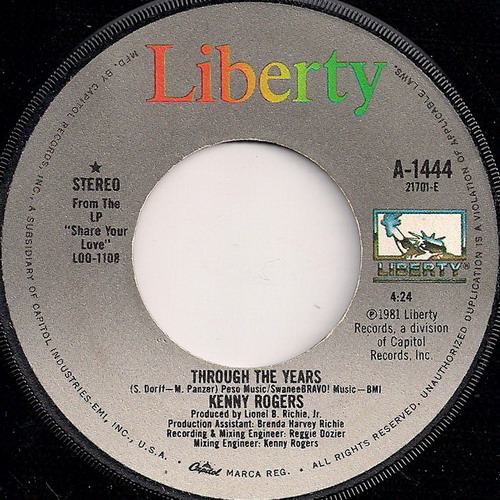 Liberty
★
STEREO
From The
LP
"Share Your
Love"
LOO-1108
A-1444
21701-E
LIBERTY®
4:24
℗1981 Liberty
Records, a division
of Capitol
Records, Inc.
THROUGH THE YEARS
(S. Dorff—M. Panzer) Peso Music/SwaneeBRAVO! Music—BMI
KENNY ROGERS
Produced by Lionel B. Richie, Jr.
Production Assistant: Brenda Harvey Richie
Recording & Mixing Engineer: Reggie Dozier
Mixing Engineer: Kenny Rogers
MFD. BY CAPITOL RECORDS, INC., A SUBSIDIARY OF CAPITOL INDUSTRIES-EMI, INC., U.S.A. • Capitol MARCA REG. • ALL RIGHTS RESERVED. UNAUTHORIZED DUPLICATION IS A VIOLATION OF APPLICABLE LAWS.